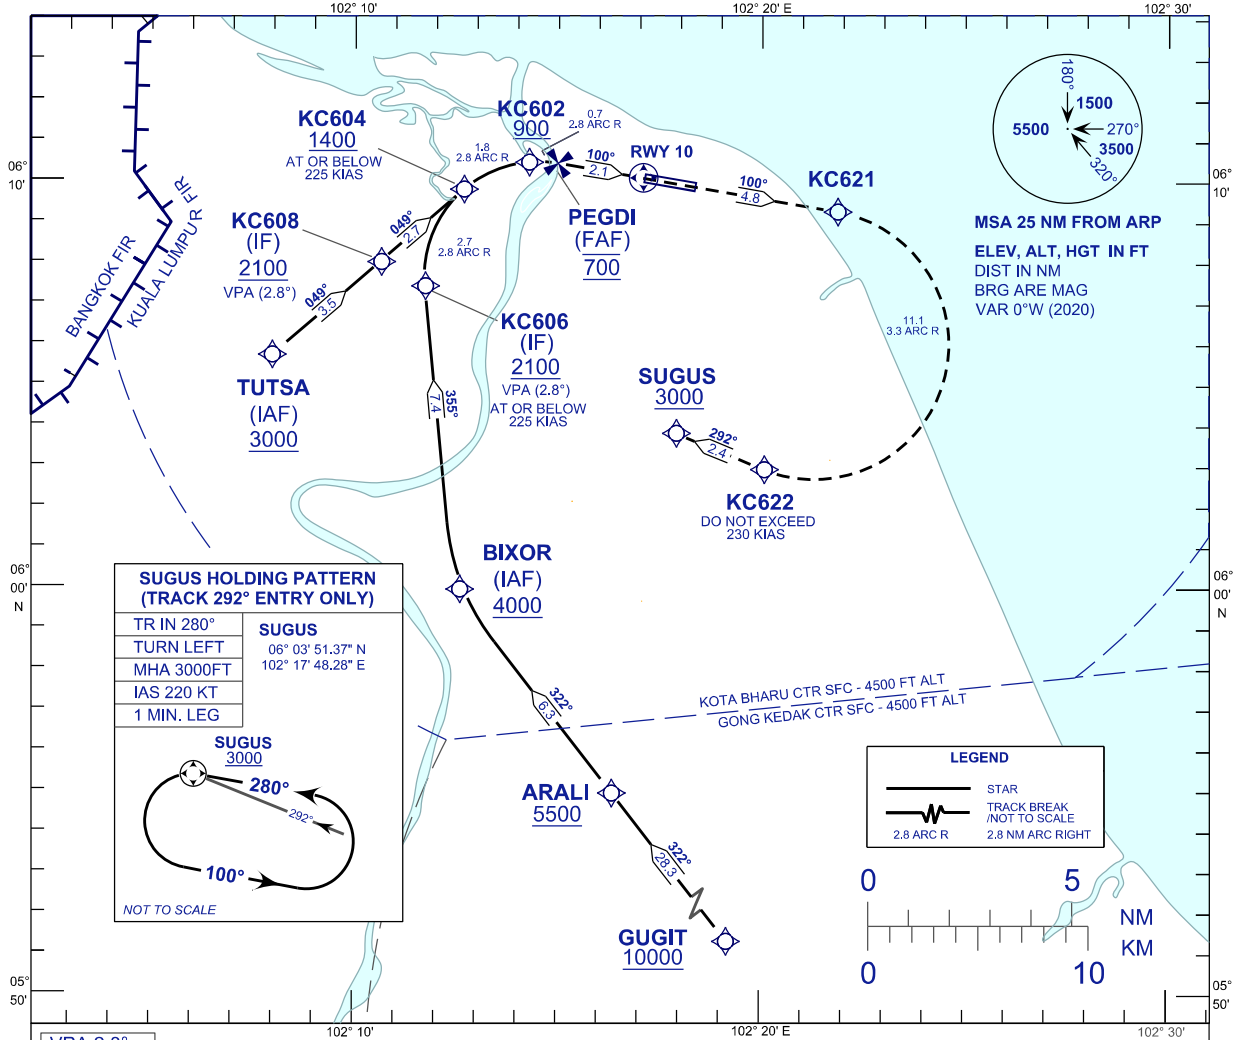 102° 10'
102° 20' E
102° 30'
06°
10'
06°
10'
06°
00'
N
06°
00'
N
05°
50'
05°
50'
180°
1500
5500
270°
3500
320°
MSA 25 NM FROM ARP
ELEV, ALT, HGT IN FT
DIST IN NM
BRG ARE MAG
VAR 0°W (2020)
BANGKOK FIR
KUALA LUMPUR FIR
KC604
1400
AT OR BELOW
225 KIAS
KC602
900
0.7
2.8 ARC R
1.8
2.8 ARC R
100°
2.1
RWY 10
100°
4.8
KC621
PEGDI
(FAF)
700
KC608
(IF)
2100
VPA (2.8°)
049°
2.7
2.7
2.8 ARC R
049°
3.5
TUTSA
(IAF)
3000
KC606
(IF)
2100
VPA (2.8°)
AT OR BELOW
225 KIAS
355°
7.4
11.1
3.3 ARC R
SUGUS
3000
292°
2.4
KC622
DO NOT EXCEED
230 KIAS
BIXOR
(IAF)
4000
322°
6.3
ARALI
5500
322°
28.3
GUGIT
10000
KOTA BHARU CTR SFC - 4500 FT ALT
GONG KEDAK CTR SFC - 4500 FT ALT
SUGUS HOLDING PATTERN
(TRACK 292° ENTRY ONLY)
TR IN 280°
TURN LEFT
MHA 3000FT
IAS 220 KT
1 MIN. LEG
SUGUS
06° 03' 51.37" N
102° 17' 48.28" E
SUGUS
3000
280°
292°
100°
NOT TO SCALE
LEGEND
STAR
TRACK BREAK
/NOT TO SCALE
2.8 ARC R 2.8 NM ARC RIGHT
0 5
NM
KM
0 10
102° 10'
102° 20' E
102° 30'